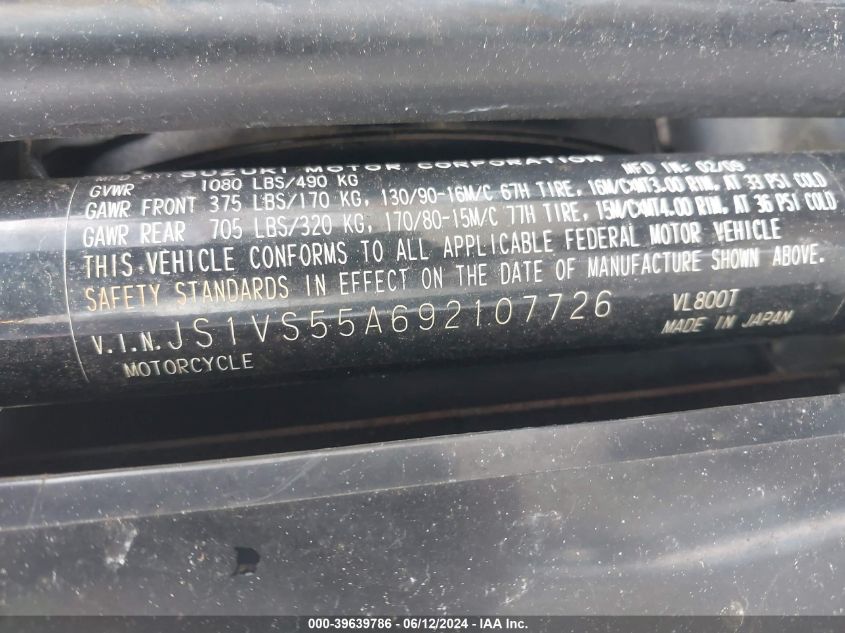 SUZUKI MOTOR CORPORATION MFD IN: 02/09
GVWR 1080 LBS/490 KG
GAWR FRONT 375 LBS/170 KG, 130/90-16M/C 67H TIRE, 16M/CXMT3.00 RIM, AT 33 PSI COLD
GAWR REAR 705 LBS/320 KG, 170/80-15M/C 77H TIRE, 15M/CXMT4.00 RIM, AT 36 PSI COLD
THIS VEHICLE CONFORMS TO ALL APPLICABLE FEDERAL MOTOR VEHICLE
SAFETY STANDARDS IN EFFECT ON THE DATE OF MANUFACTURE SHOWN ABOVE.
V.I.N. JS1VS55A692107726 VL800T
MOTORCYCLE MADE IN JAPAN
000-39639786 - 06/12/2024 - IAA Inc.